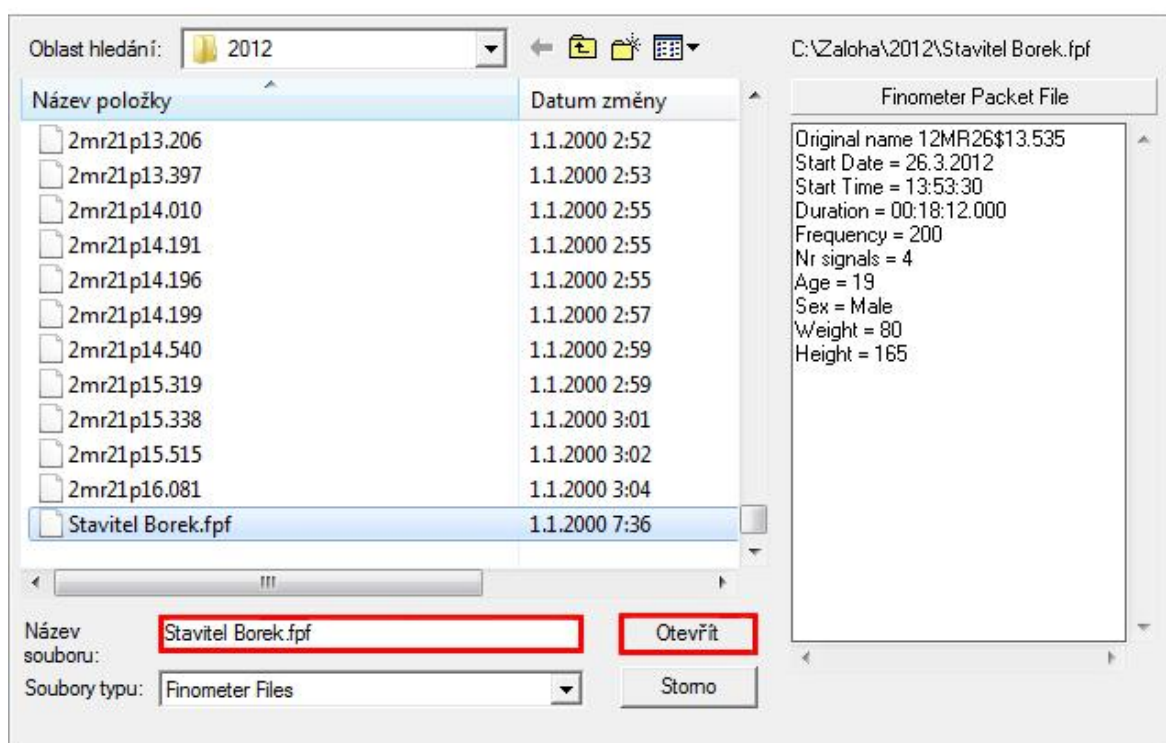 Oblast hledání: 2012
Název položky Datum změny
2mr21p13.206 1.1.2000 2:52
2mr21p13.397 1.1.2000 2:53
2mr21p14.010 1.1.2000 2:55
2mr21p14.191 1.1.2000 2:55
2mr21p14.196 1.1.2000 2:55
2mr21p14.199 1.1.2000 2:57
2mr21p14.540 1.1.2000 2:59
2mr21p15.319 1.1.2000 2:59
2mr21p15.338 1.1.2000 3:01
2mr21p15.515 1.1.2000 3:02
2mr21p16.081 1.1.2000 3:04
Stavitel Borek.fpf 1.1.2000 7:36
Název souboru: Stavitel Borek.fpf Otevřít
Soubory typu: Finometer Files Storno
C:\Zaloha\2012\Stavitel Borek.fpf
Finometer Packet File
Original name 12MR26$13.535
Start Date = 26.3.2012
Start Time = 13:53:30
Duration = 00:18:12.000
Frequency = 200
Nr signals = 4
Age = 19
Sex = Male
Weight = 80
Height = 165